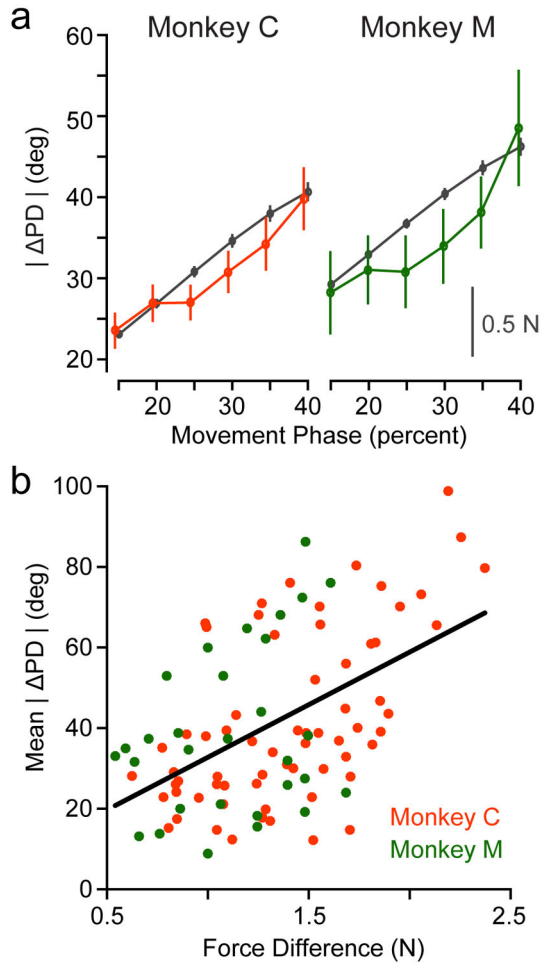 a
Monkey C Monkey M
60
50
40
30
20
| ΔPD | (deg)
0.5 N
20 30 40 20 30 40
Movement Phase (percent)
b
100
80
60
40
20
0
Mean | ΔPD | (deg)
Monkey C
Monkey M
0.5 1.5 2.5
Force Difference (N)